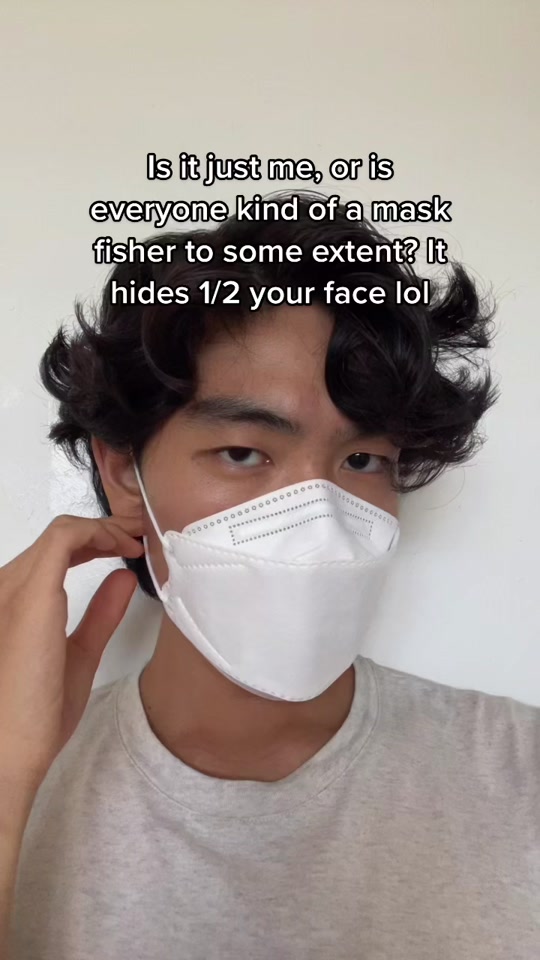 Is it just me, or is
everyone kind of a mask
fisher to some extent? It
hides 1/2 your face lol